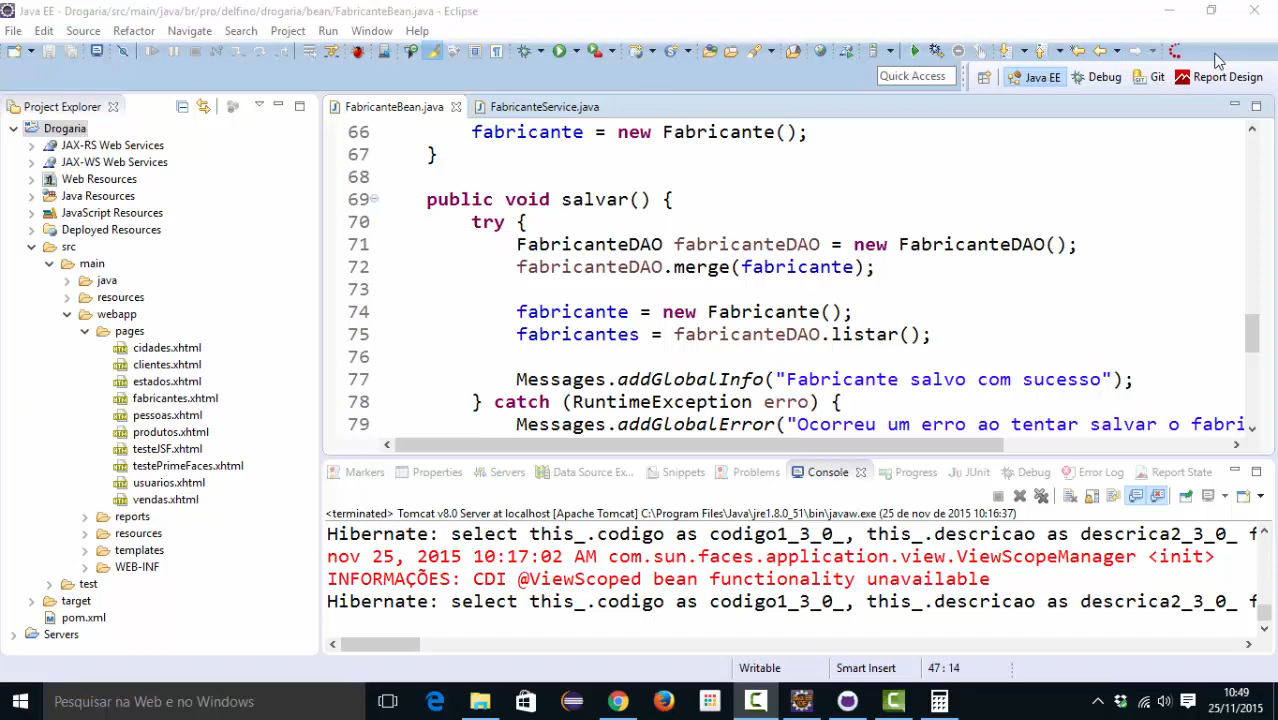 Java EE - Drogaria/src/main/java/br/pro/delfino/drogaria/bean/FabricanteBean.java - Eclipse
File Edit Source Refactor Navigate Search Project Run Window Help
Quick Access Java EE Debug Git Report Design
Project Explorer
Drogaria
JAX-RS Web Services
JAX-WS Web Services
Web Resources
Java Resources
JavaScript Resources
Deployed Resources
src
main
java
resources
webapp
pages
cidades.xhtml
clientes.xhtml
estados.xhtml
fabricantes.xhtml
pessoas.xhtml
produtos.xhtml
testeJSF.xhtml
testePrimeFaces.xhtml
usuarios.xhtml
vendas.xhtml
reports
resources
templates
WEB-INF
test
target
pom.xml
Servers
FabricanteBean.java FabricanteService.java
66 fabricante = new Fabricante();
67 }
68
69 public void salvar() {
70 try {
71 FabricanteDAO fabricanteDAO = new FabricanteDAO();
72 fabricanteDAO.merge(fabricante);
73
74 fabricante = new Fabricante();
75 fabricantes = fabricanteDAO.listar();
76
77 Messages.addGlobalInfo("Fabricante salvo com sucesso");
78 } catch (RuntimeException erro) {
79 Messages.addGlobalError("Ocorreu um erro ao tentar salvar o fabri
Markers Properties Servers Data Source Ex... Snippets Problems Console Progress JUnit Debug Error Log Report State
<terminated> Tomcat v8.0 Server at localhost [Apache Tomcat] C:\Program Files\Java\jre1.8.0_51\bin\javaw.exe (25 de nov de 2015 10:16:37)
Hibernate: select this_.codigo as codigo1_3_0_, this_.descricao as descrica2_3_0_ f
nov 25, 2015 10:17:02 AM com.sun.faces.application.view.ViewScopeManager <init>
INFORMAÇÕES: CDI @ViewScoped bean functionality unavailable
Hibernate: select this_.codigo as codigo1_3_0_, this_.descricao as descrica2_3_0_ f
Writable Smart Insert 47 : 14
Pesquisar na Web e no Windows
10:49
25/11/2015